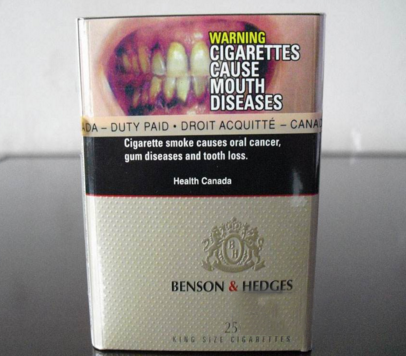 WARNING
CIGARETTES
CAUSE
MOUTH
DISEASES
DA – DUTY PAID • DROIT ACQUITTÉ – CANA
Cigarette smoke causes oral cancer,
gum diseases and tooth loss.
Health Canada
BENSON & HEDGES
25
KING SIZE CIGARETTES